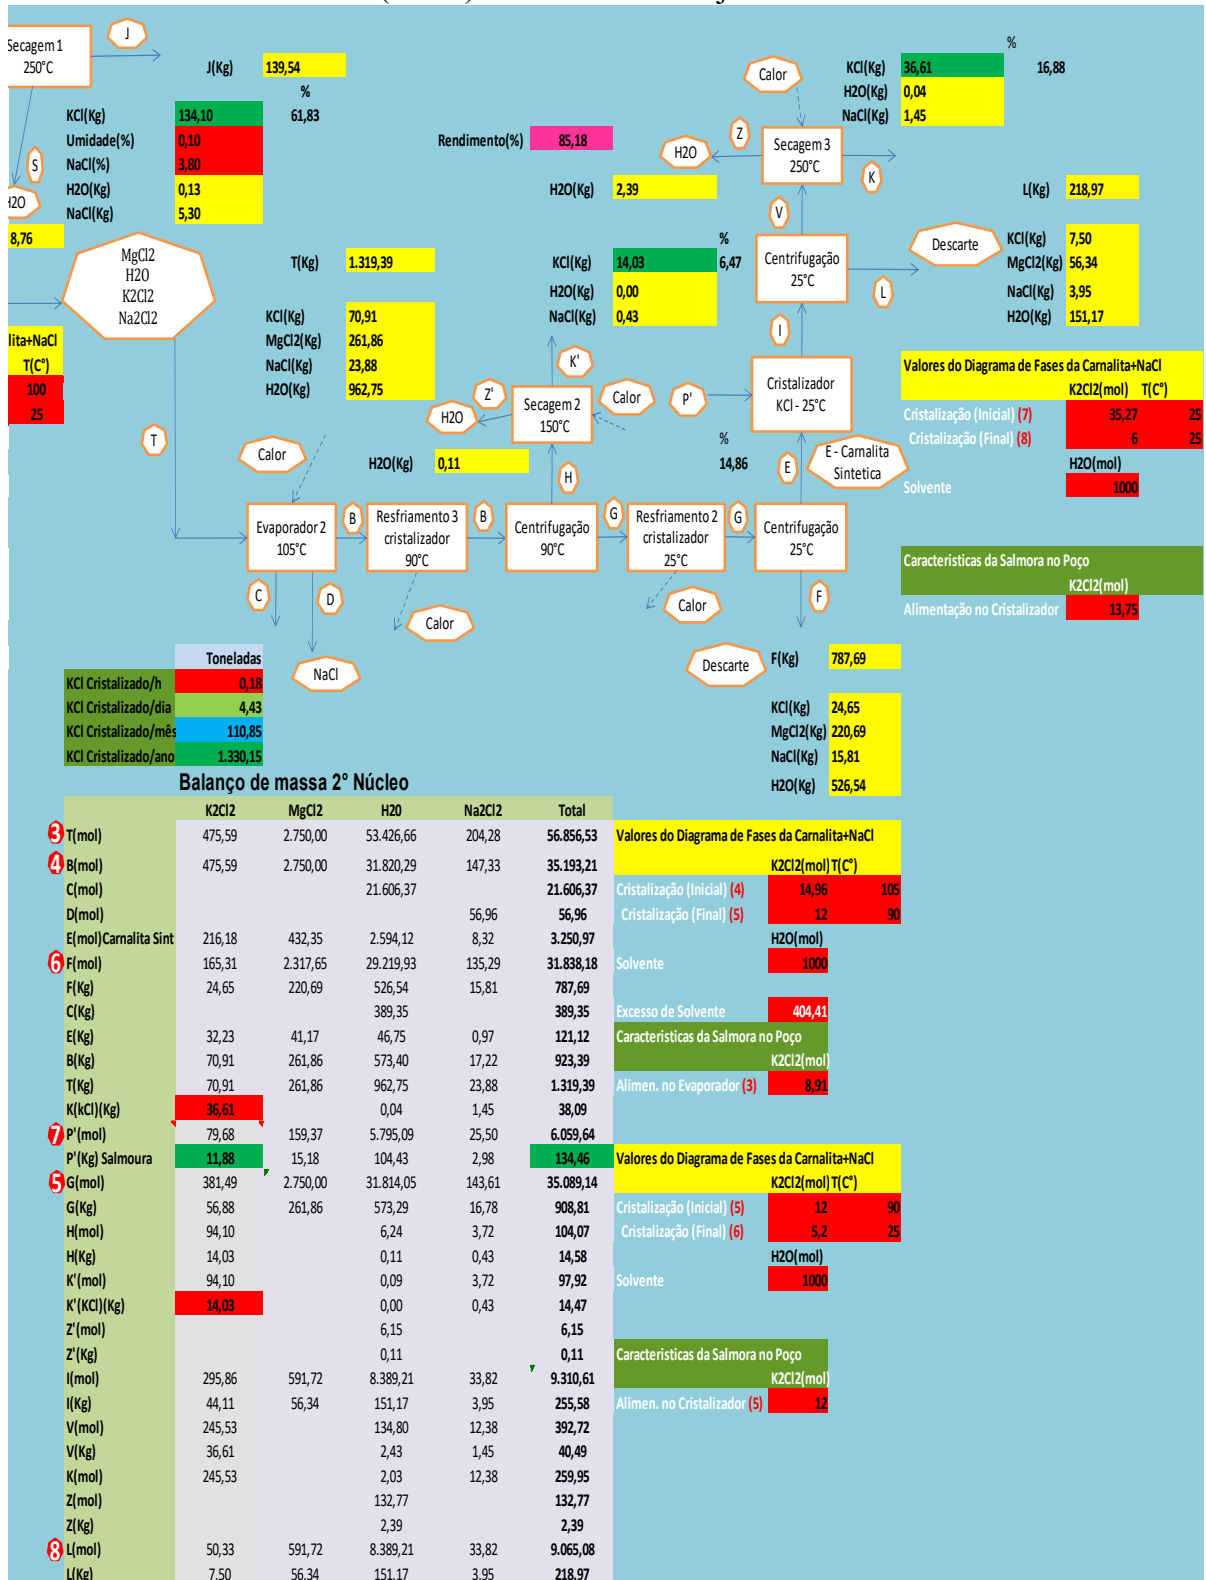 J
Secagem 1
250°C
J(Kg) 139,54
%
KCl(Kg) 134,10 61,83
Umidade(%) 0,10
NaCl(%) 3,80
H2O(Kg) 0,13
NaCl(Kg) 5,30
S
8,76
MgCl2
H2O
K2Cl2
Na2Cl2
T(C°)
100
25
T
T(Kg) 1.319,39
KCl(Kg) 70,91
MgCl2(Kg) 261,86
NaCl(Kg) 23,88
H2O(Kg) 962,75
Rendimento(%) 85,18
H2O(Kg) 2,39
%
KCl(Kg) 14,03 6,47
H2O(Kg) 0,00
NaCl(Kg) 0,43
K'
Z'
H2O
Secagem 2
150°C
Calor
H2O(Kg) 0,11
H
Calor
Evaporador 2
105°C
B
Resfriamento 3
cristalizador
90°C
B
Centrifugação
90°C
G
Resfriamento 2
cristalizador
25°C
G
Centrifugação
25°C
C
D
NaCl
Calor
Calor
F
%
14,86
E
E - Carnalita
Sintetica
P'
Cristalizador
KCl - 25°C
I
Centrifugação
25°C
V
Secagem 3
250°C
Calor
Z
H2O
K
L
Descarte
%
KCl(Kg) 36,61 16,88
H2O(Kg) 0,04
NaCl(Kg) 1,45
L(Kg) 218,97
KCl(Kg) 7,50
MgCl2(Kg) 56,34
NaCl(Kg) 3,95
H2O(Kg) 151,17
Valores do Diagrama de Fases da Carnalita+NaCl
K2Cl2(mol) T(C°)
Cristalização (Inicial) (7) 35,27 25
Cristalização (Final) (8) 6 25
H2O(mol)
Solvente 1000
Caracteristicas da Salmora no Poço
K2Cl2(mol)
Alimentação no Cristalizador 13,75
Descarte
F(Kg) 787,69
KCl(Kg) 24,65
MgCl2(Kg) 220,69
NaCl(Kg) 15,81
H2O(Kg) 526,54
Toneladas
KCl Cristalizado/h 0,18
KCl Cristalizado/dia 4,43
KCl Cristalizado/mês 110,85
KCl Cristalizado/ano 1.330,15
Balanço de massa 2° Núcleo
K2Cl2 MgCl2 H20 Na2Cl2 Total
3 T(mol) 475,59 2.750,00 53.426,66 204,28 56.856,53
4 B(mol) 475,59 2.750,00 31.820,29 147,33 35.193,21
C(mol) 21.606,37 21.606,37
D(mol) 56,96 56,96
E(mol)Carnalita Sint 216,18 432,35 2.594,12 8,32 3.250,97
6 F(mol) 165,31 2.317,65 29.219,93 135,29 31.838,18
F(Kg) 24,65 220,69 526,54 15,81 787,69
C(Kg) 389,35 389,35
E(Kg) 32,23 41,17 46,75 0,97 121,12
B(Kg) 70,91 261,86 573,40 17,22 923,39
T(Kg) 70,91 261,86 962,75 23,88 1.319,39
K(kCl)(Kg) 36,61 0,04 1,45 38,09
7 P'(mol) 79,68 159,37 5.795,09 25,50 6.059,64
P'(Kg) Salmoura 11,88 15,18 104,43 2,98 134,46
5 G(mol) 381,49 2.750,00 31.814,05 143,61 35.089,14
G(Kg) 56,88 261,86 573,29 16,78 908,81
H(mol) 94,10 6,24 3,72 104,07
H(Kg) 14,03 0,11 0,43 14,58
K'(mol) 94,10 0,09 3,72 97,92
K'(KCl)(Kg) 14,03 0,00 0,43 14,47
Z'(mol) 6,15 6,15
Z'(Kg) 0,11 0,11
I(mol) 295,86 591,72 8.389,21 33,82 9.310,61
I(Kg) 44,11 56,34 151,17 3,95 255,58
V(mol) 245,53 134,80 12,38 392,72
V(Kg) 36,61 2,43 1,45 40,49
K(mol) 245,53 2,03 12,38 259,95
Z(mol) 132,77 132,77
Z(Kg) 2,39 2,39
8 L(mol) 50,33 591,72 8.389,21 33,82 9.065,08
L(Kg) 7,50 56,34 151,17 3,95 218,97
Valores do Diagrama de Fases da Carnalita+NaCl
K2Cl2(mol) T(C°)
Cristalização (Inicial) (4) 14,96 105
Cristalização (Final) (5) 12 90
H2O(mol)
Solvente 1000
Excesso de Solvente 404,41
Caracteristicas da Salmora no Poço
K2Cl2(mol)
Alimen. no Evaporador (3) 8,91
Valores do Diagrama de Fases da Carnalita+NaCl
K2Cl2(mol) T(C°)
Cristalização (Inicial) (5) 12 90
Cristalização (Final) (6) 5,2 25
H2O(mol)
Solvente 1000
Caracteristicas da Salmora no Poço
K2Cl2(mol)
Alimen. no Cristalizador (5) 12